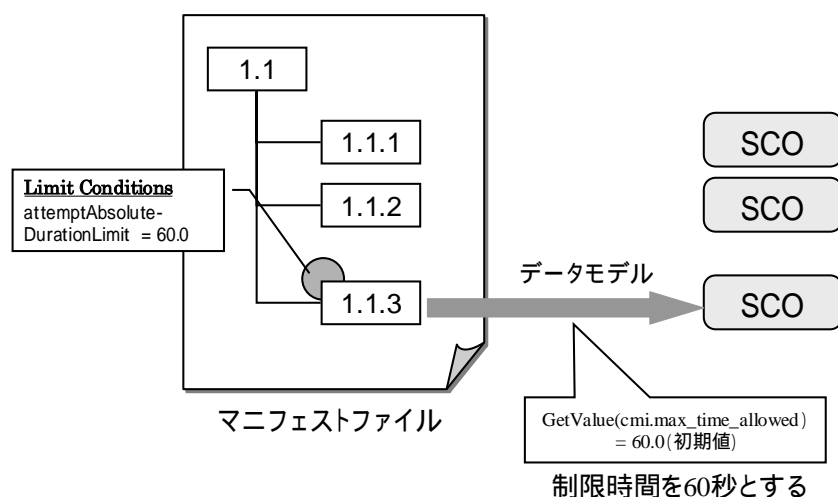 1.1
1.1.1
1.1.2
1.1.3
Limit Conditions
attemptAbsolute-
DurationLimit = 60.0
マニフェストファイル
データモデル
SCO
SCO
SCO
GetValue(cmi.max_time_allowed)
= 60.0(初期値)
制限時間を60秒とする